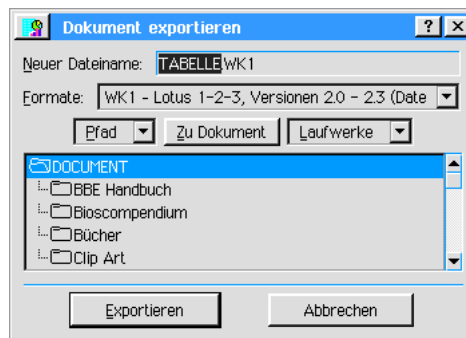 Dokument exportieren
? ×
Neuer Dateiname: TABELLE WK1
Formate: WK1 - Lotus 1-2-3, Versionen 2.0 - 2.3 (Date
Pfad Zu Dokument Laufwerke
DOCUMENT
BBE Handbuch
Bioscompendium
Bücher
Clip Art
Exportieren Abbrechen